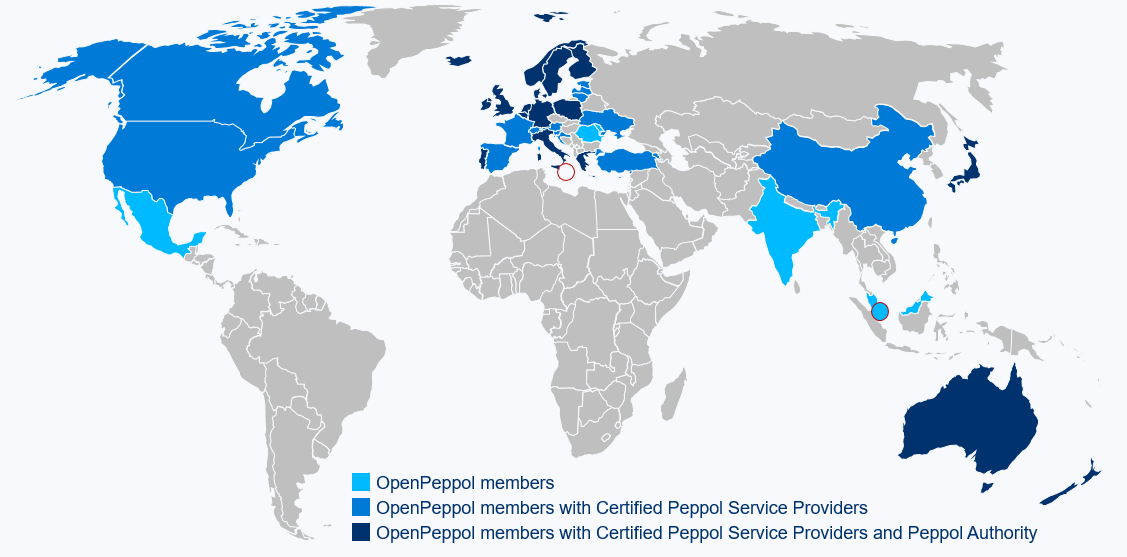 OpenPeppol members
OpenPeppol members with Certified Peppol Service Providers
OpenPeppol members with Certified Peppol Service Providers and Peppol Authority